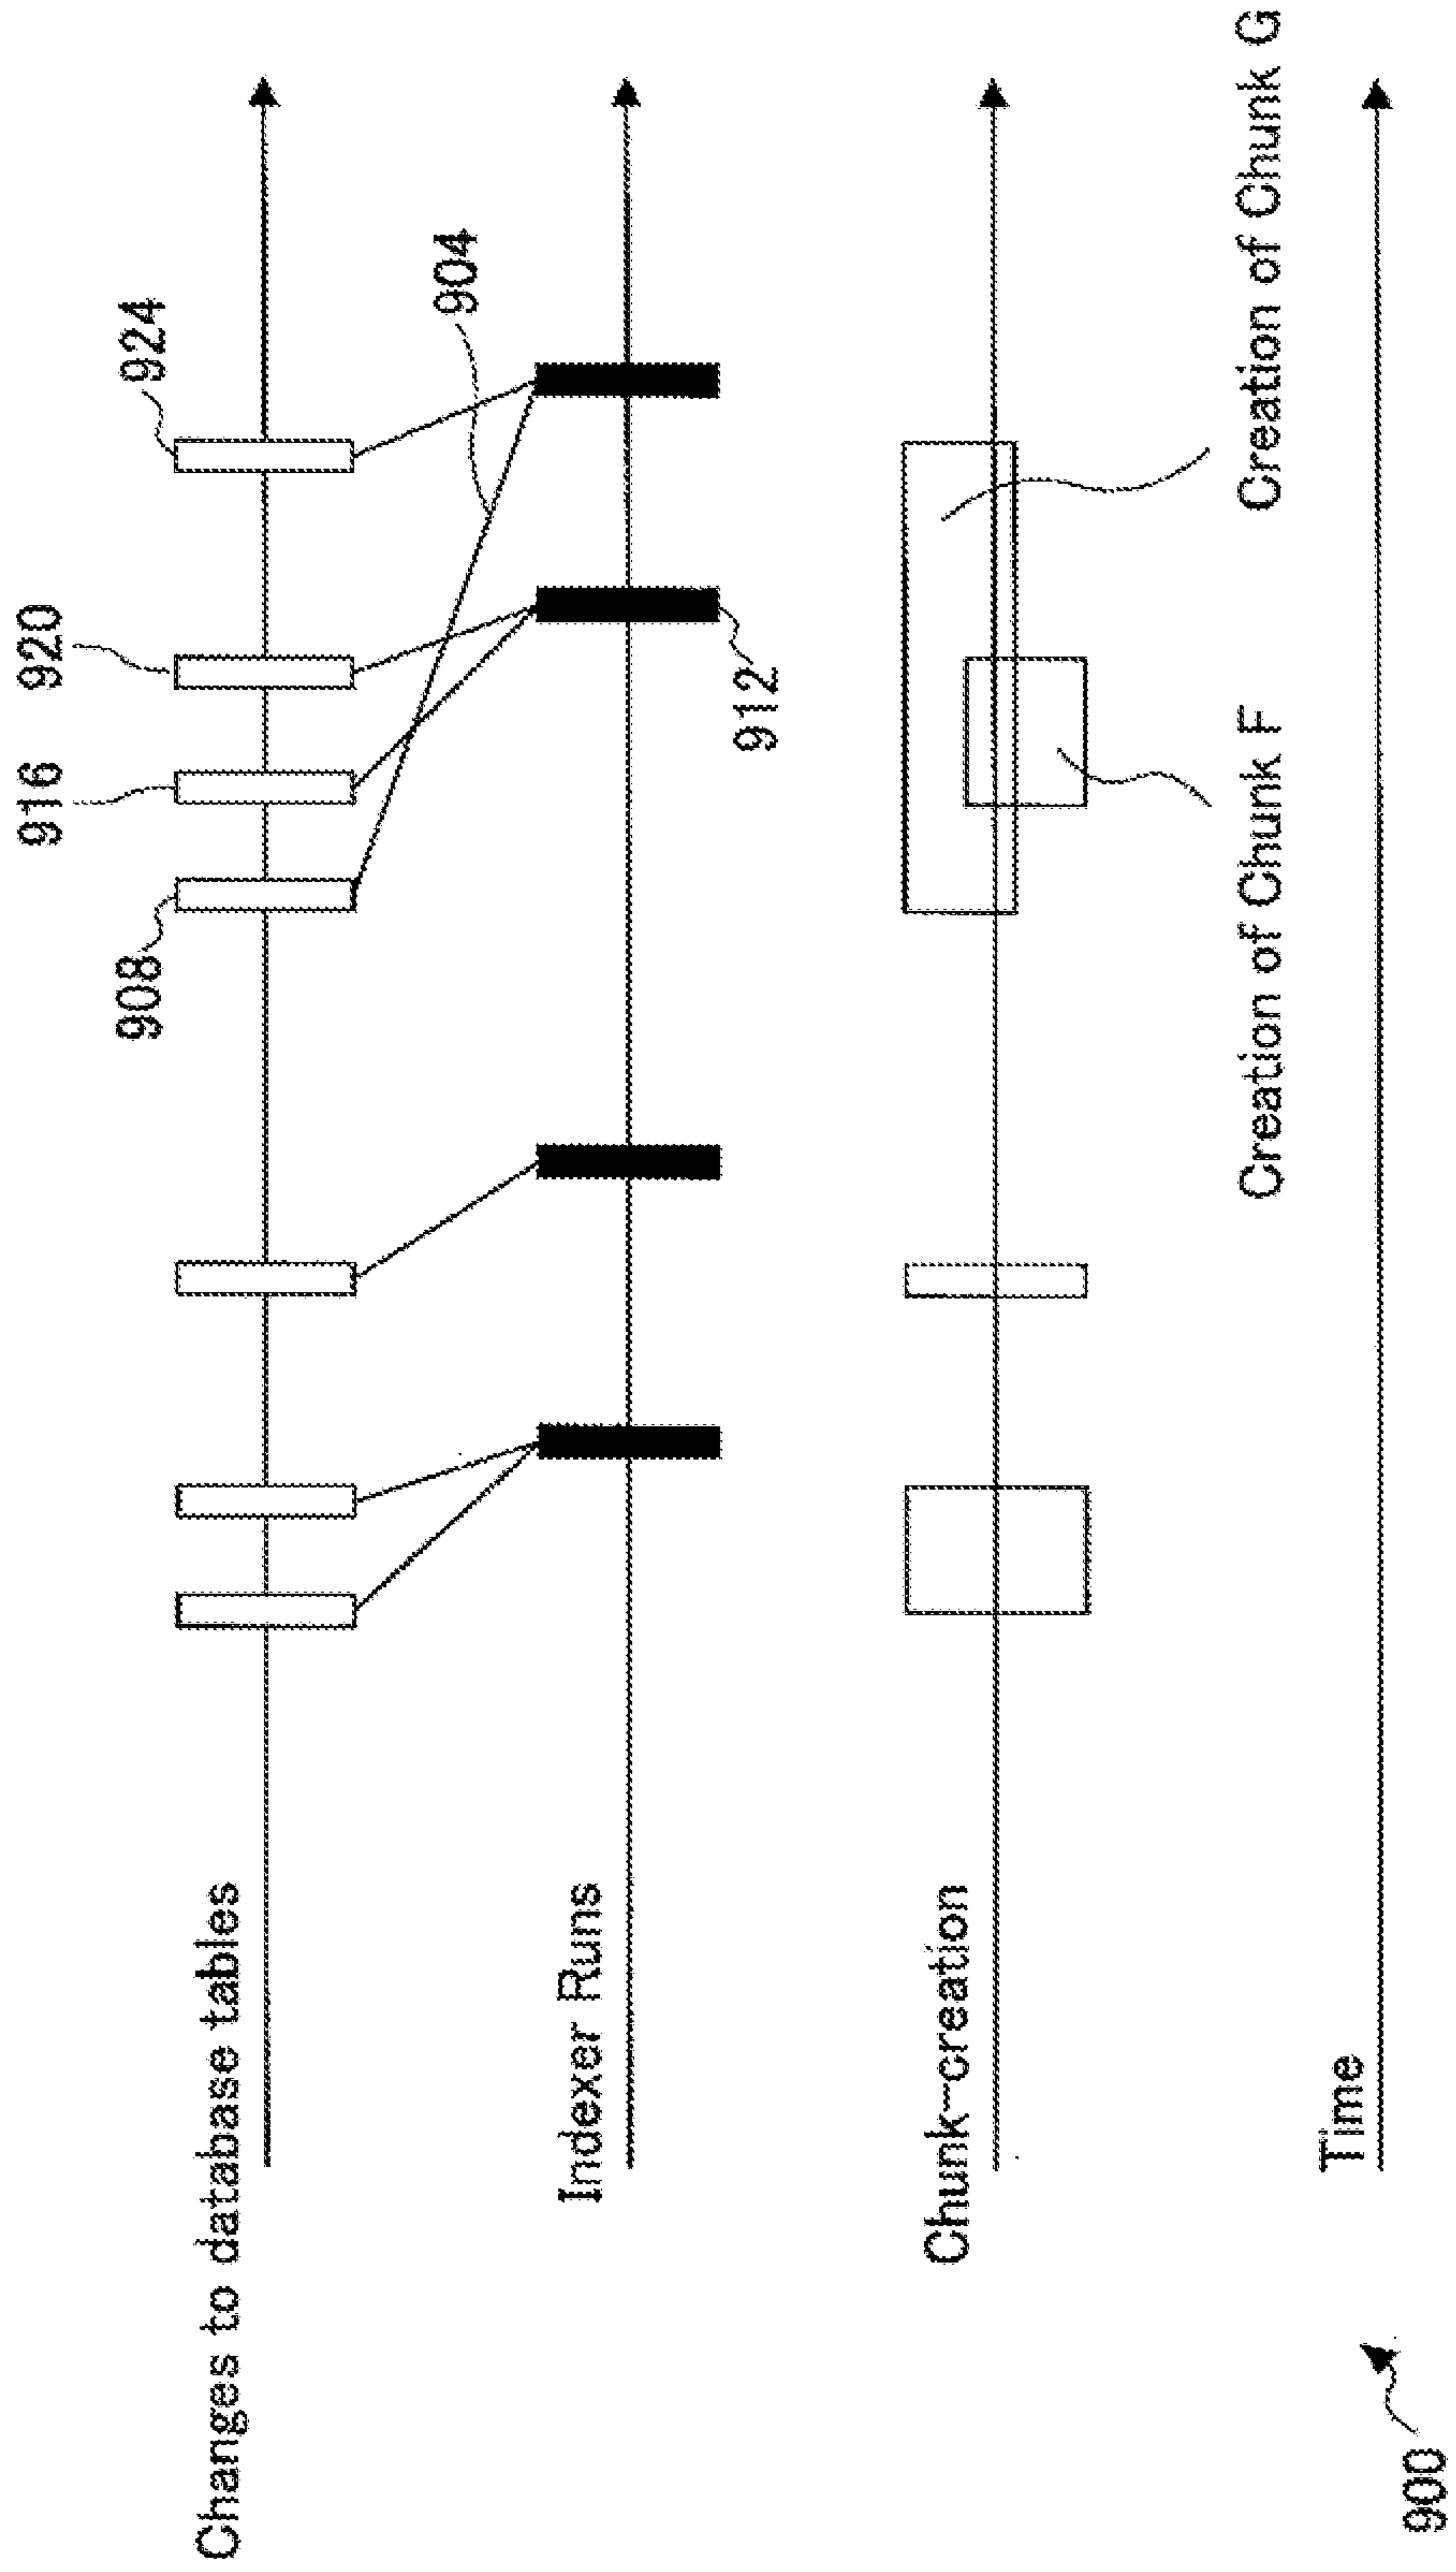 Changes to database tables
908
916
920
924
904
Indexer Runs
912
Chunk-creation
Creation of Chunk F
Creation of Chunk G
Time
900